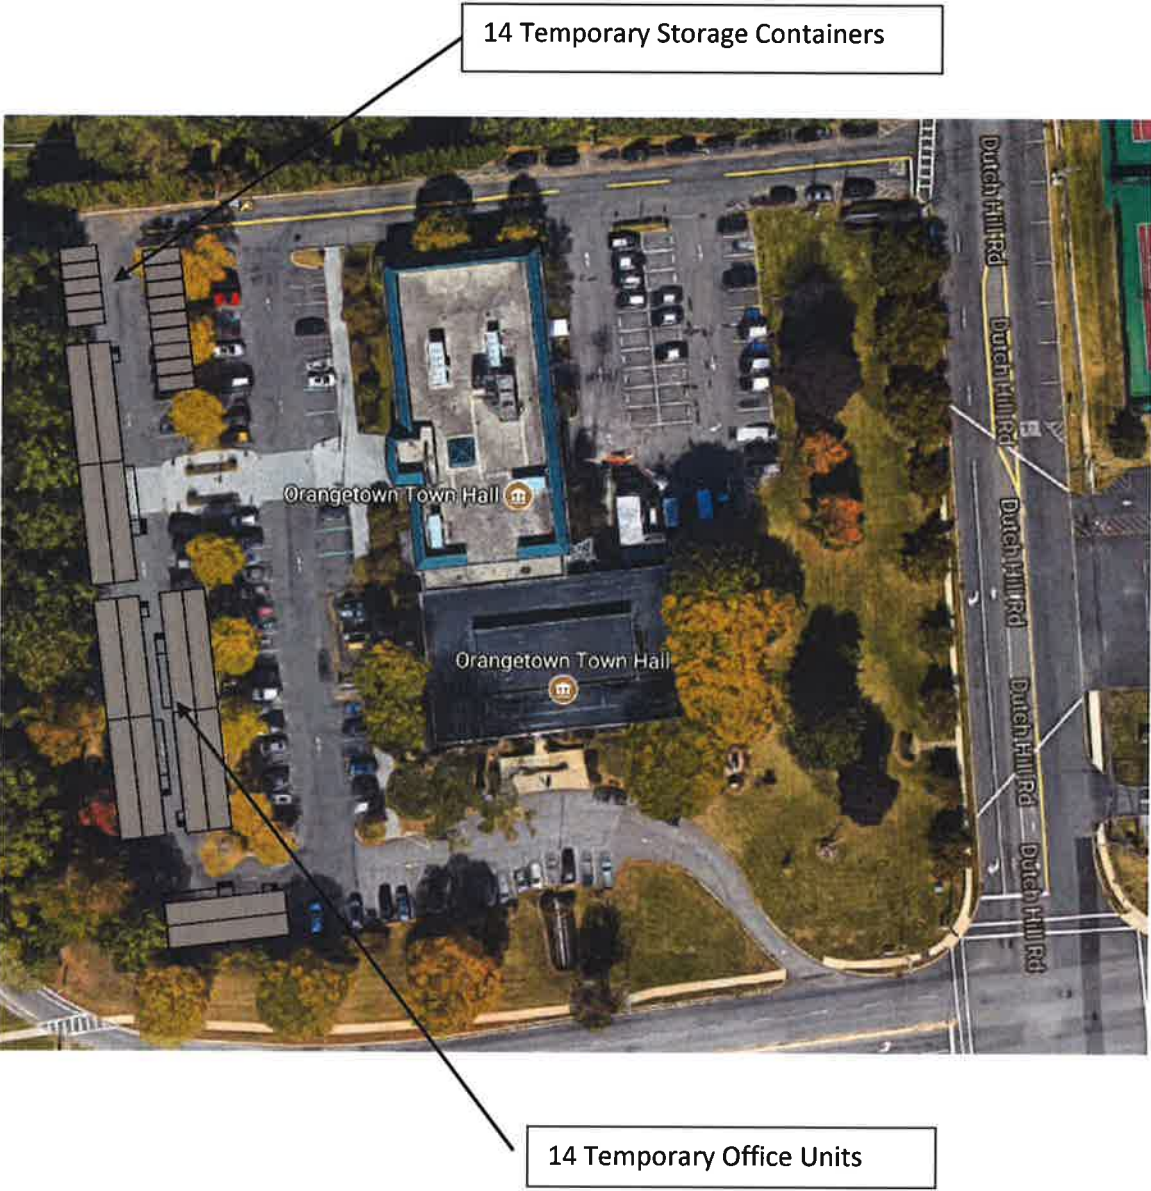 14 Temporary Storage Containers
Dutch Hill Rd
Dutch Hill Rd
Orangetown Town Hall
Dutch Hill Rd
Orangetown Town Hall
Dutch Hill Rd
Dutch Hill Rd
14 Temporary Office Units